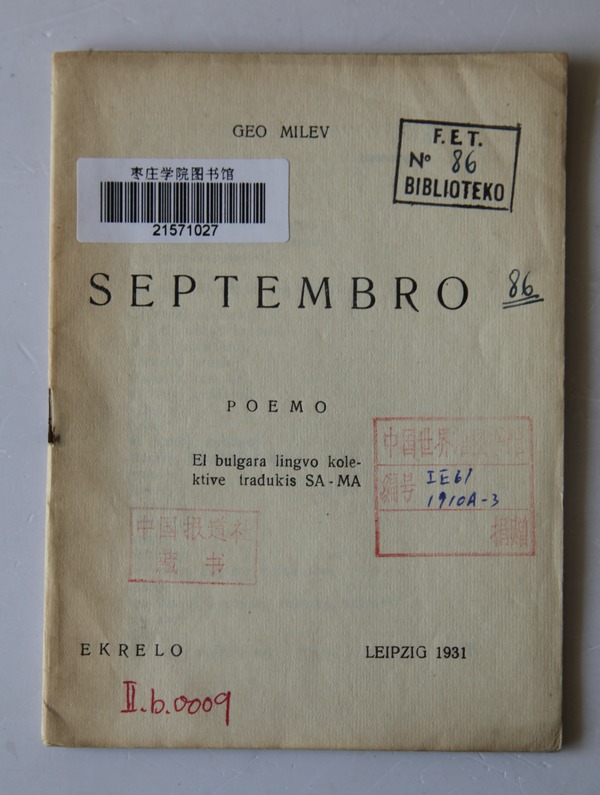 GEO MILEV
F.E.T.
Nº 86
BIBLIOTEKO
枣庄学院图书馆
21571027
SEPTEMBRO
86
POEMO
El bulgara lingvo kole-
ktive tradukis SA-MA
中国世界
编号 IE61
1910A-3
捐赠
中国报道社
藏书
EKRELO
LEIPZIG 1931
II.b.0009